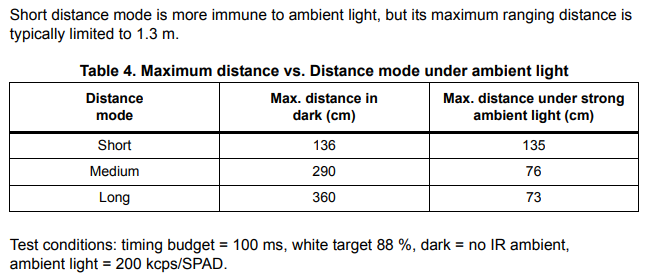 Short distance mode is more immune to ambient light, but its maximum ranging distance is
typically limited to 1.3 m.
Table 4. Maximum distance vs. Distance mode under ambient light
Distance mode | Max. distance in dark (cm) | Max. distance under strong ambient light (cm)
Short | 136 | 135
Medium | 290 | 76
Long | 360 | 73
Test conditions: timing budget = 100 ms, white target 88 %, dark = no IR ambient,
ambient light = 200 kcps/SPAD.